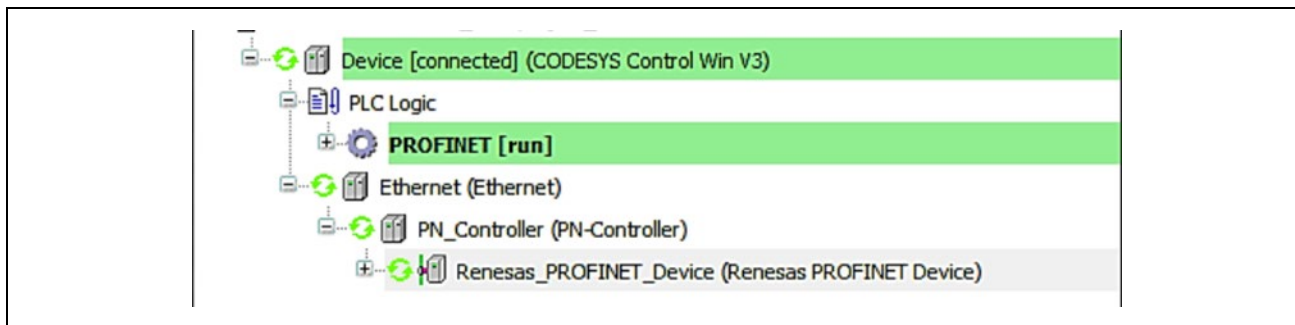 Device [connected] (CODESYS Control Win V3)
PLC Logic
PROFINET [run]
Ethernet (Ethernet)
PN_Controller (PN-Controller)
Renesas_PROFINET_Device (Renesas PROFINET Device)